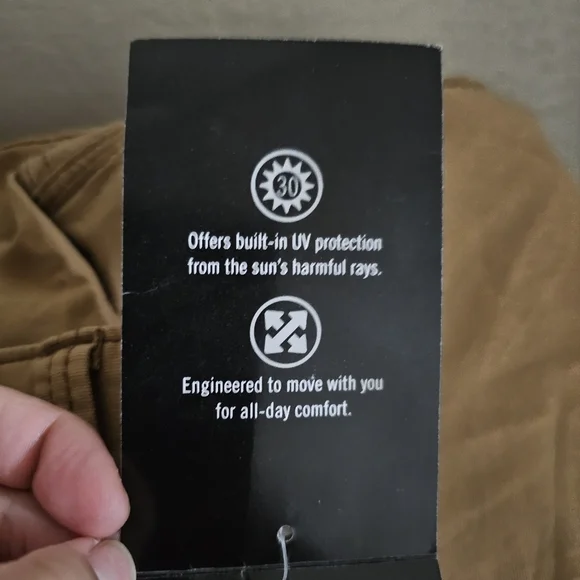 30
Offers built-in UV protection
from the sun's harmful rays.
Engineered to move with you
for all-day comfort.